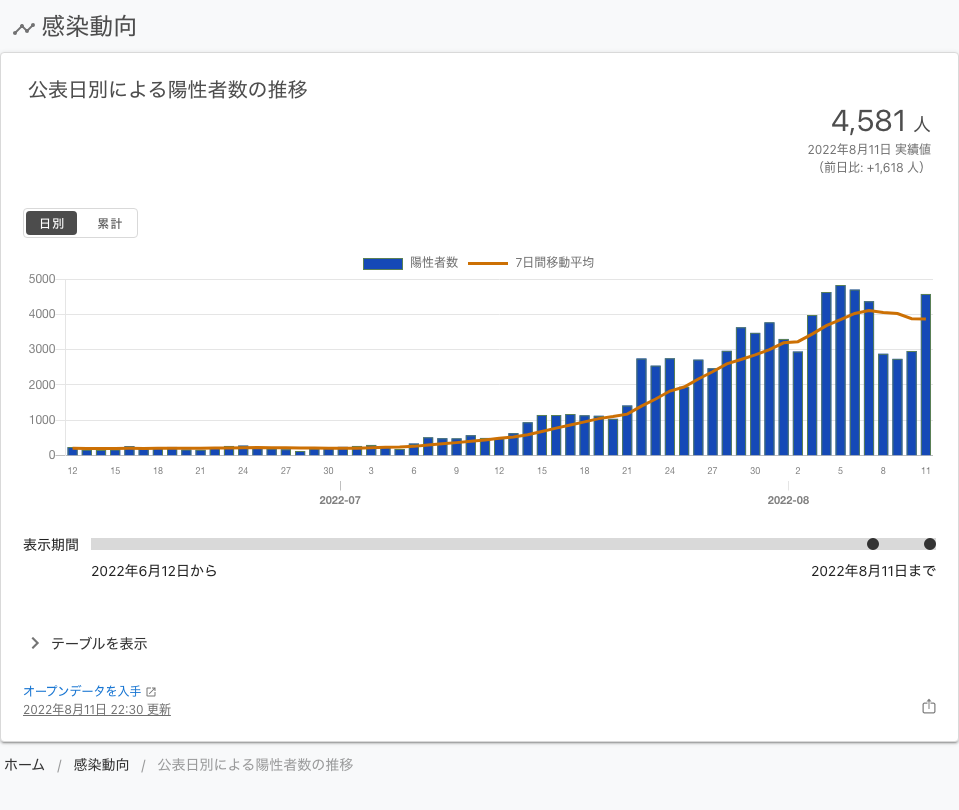 感染動向
公表日別による陽性者数の推移
4,581 人
2022年8月11日 実績値
（前日比: +1,618 人）
日別 累計
陽性者数 7日間移動平均
5000
4000
3000
2000
1000
0
12 15 18 21 24 27 30 3 6 9 12 15 18 21 24 27 30 2 5 8 11
2022-07 2022-08
表示期間
2022年6月12日から 2022年8月11日まで
テーブルを表示
オープンデータを入手
2022年8月11日 22:30 更新
ホーム / 感染動向 / 公表日別による陽性者数の推移